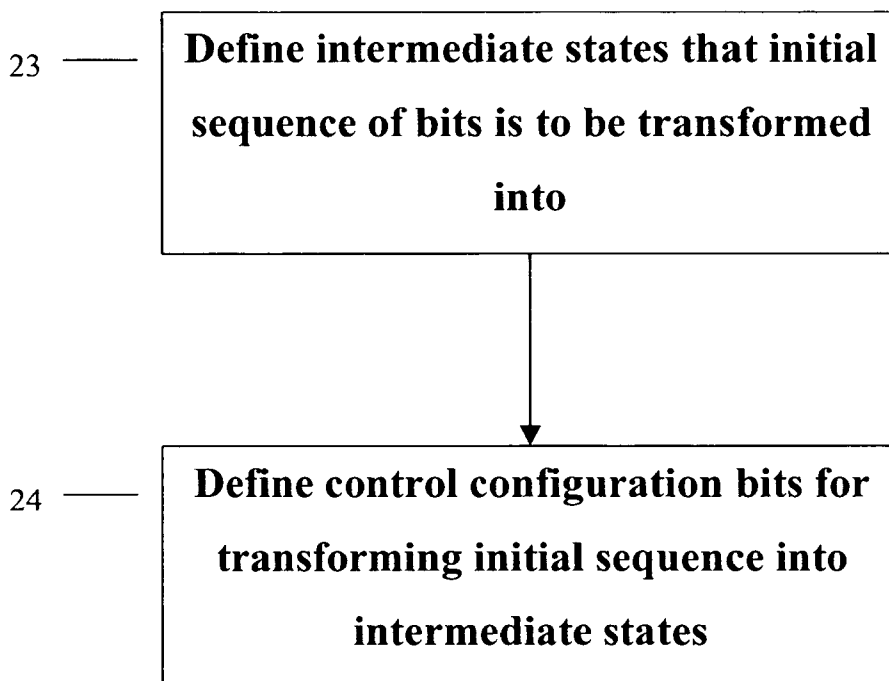 23
Define intermediate states that initial
sequence of bits is to be transformed
into
24
Define control configuration bits for
transforming initial sequence into
intermediate states